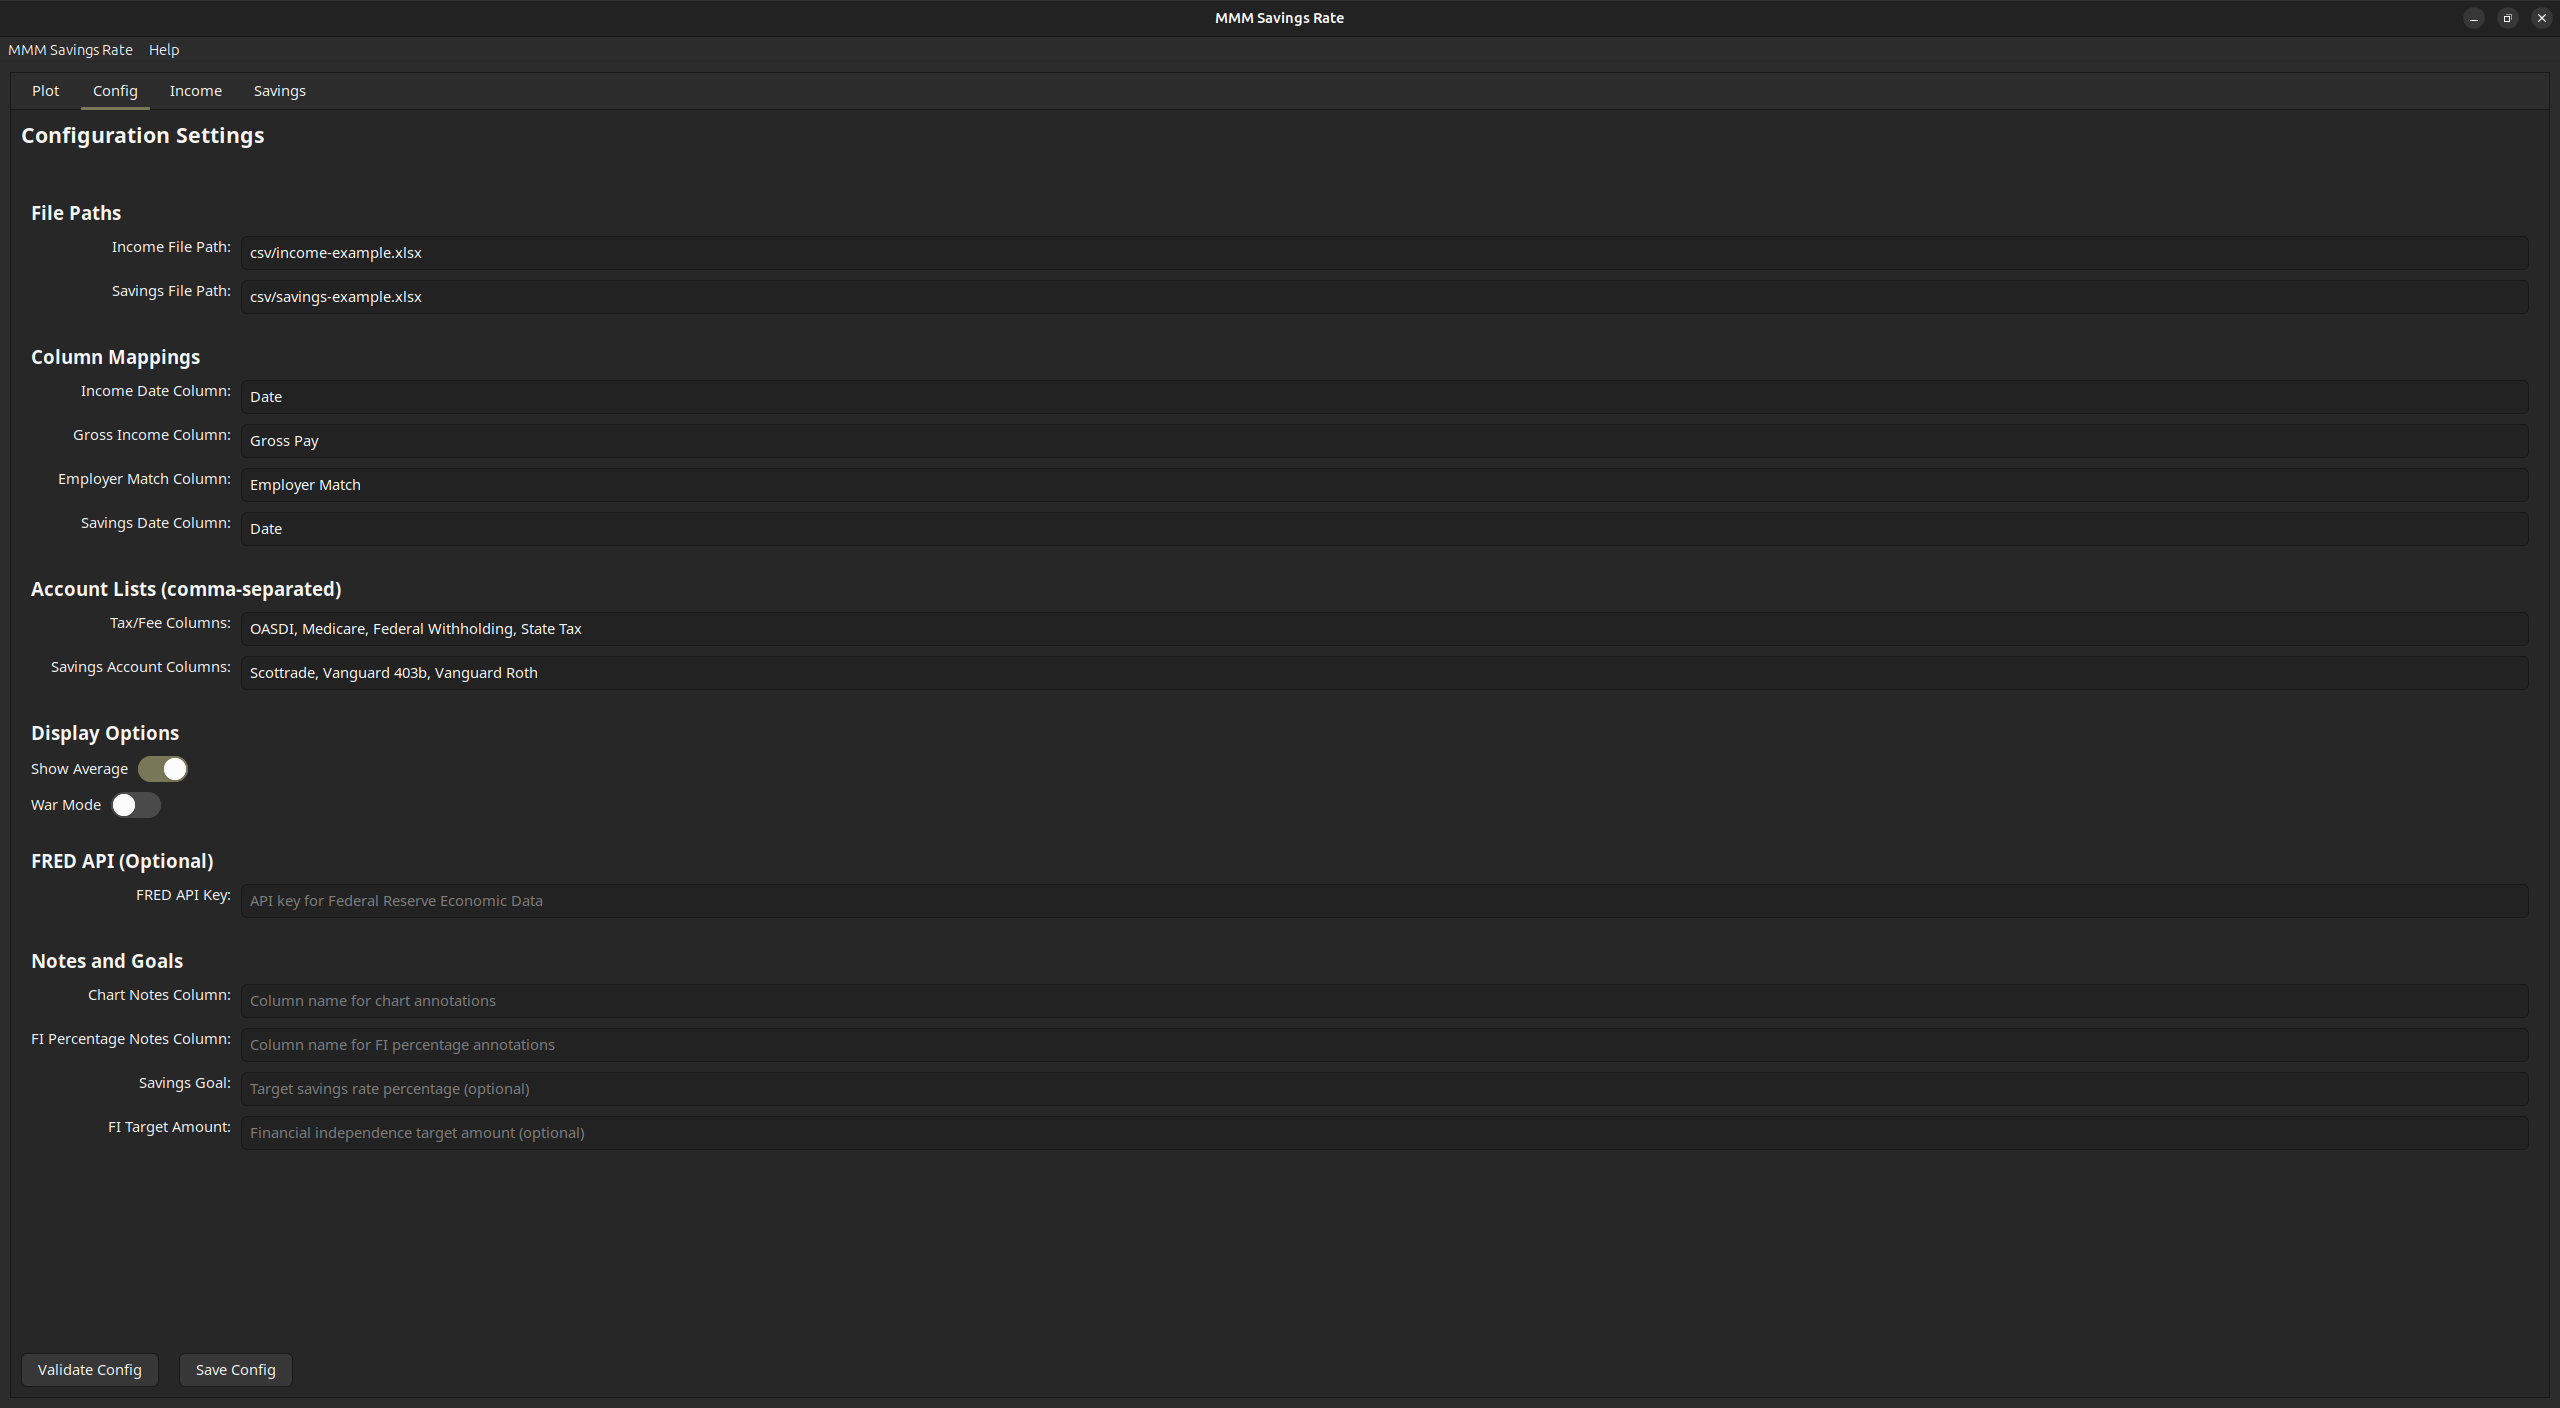 MMM Savings Rate
MMM Savings Rate Help
Plot Config Income Savings
Configuration Settings
File Paths
Income File Path: csv/income-example.xlsx
Savings File Path: csv/savings-example.xlsx
Column Mappings
Income Date Column: Date
Gross Income Column: Gross Pay
Employer Match Column: Employer Match
Savings Date Column: Date
Account Lists (comma-separated)
Tax/Fee Columns: OASDI, Medicare, Federal Withholding, State Tax
Savings Account Columns: Scottrade, Vanguard 403b, Vanguard Roth
Display Options
Show Average
War Mode
FRED API (Optional)
FRED API Key: API key for Federal Reserve Economic Data
Notes and Goals
Chart Notes Column: Column name for chart annotations
FI Percentage Notes Column: Column name for FI percentage annotations
Savings Goal: Target savings rate percentage (optional)
FI Target Amount: Financial independence target amount (optional)
Validate Config Save Config